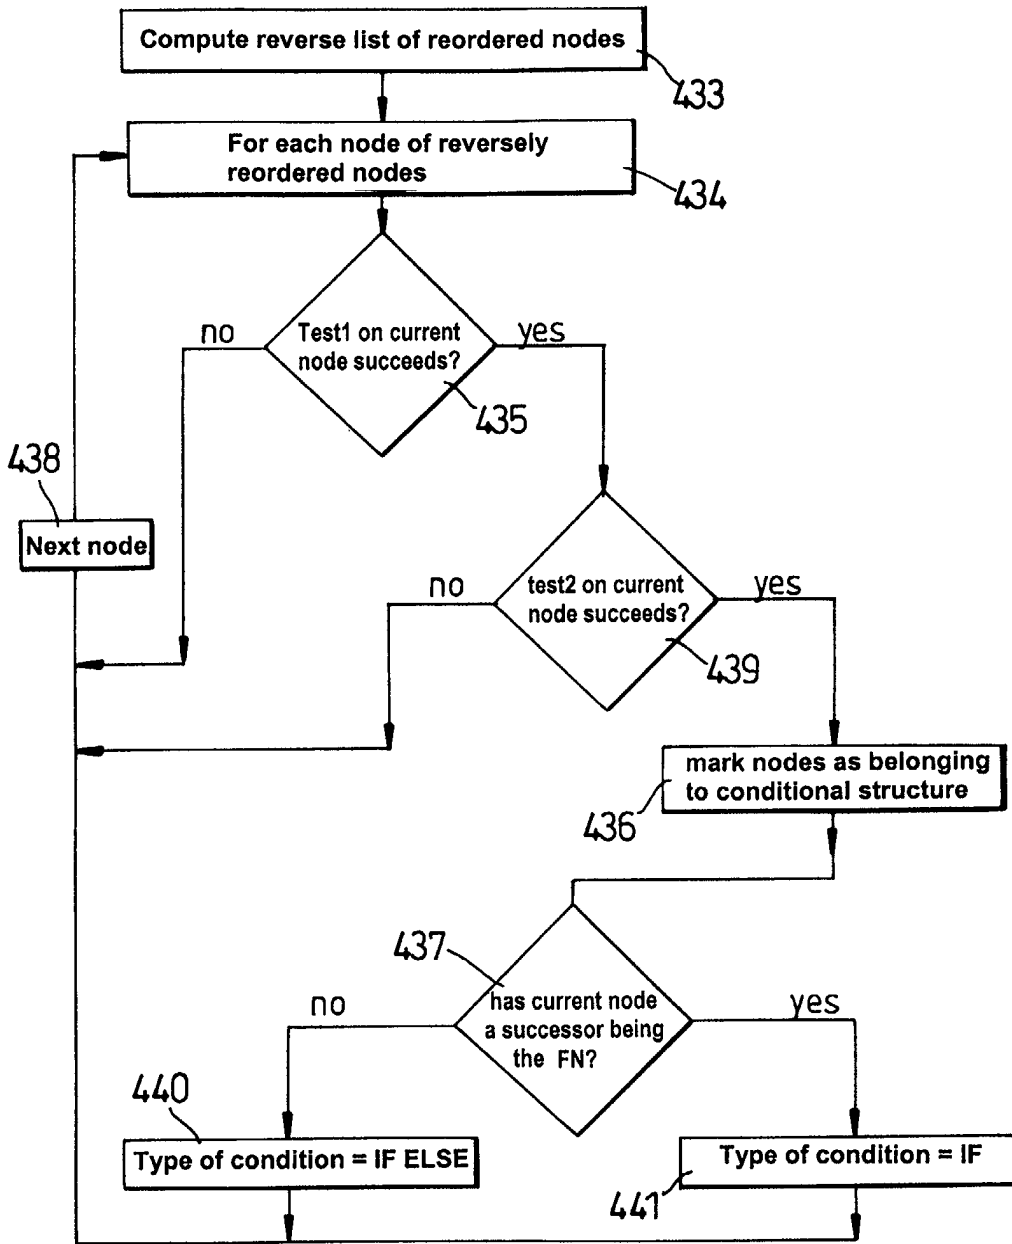 Compute reverse list of reordered nodes
433
For each node of reversely
reordered nodes
434
no
yes
Test1 on current
node succeeds?
435
438
Next node
no
yes
test2 on current
node succeeds?
439
mark nodes as belonging
to conditional structure
436
437
no
yes
has current node
a successor being
the FN?
440
Type of condition = IF ELSE
Type of condition = IF
441